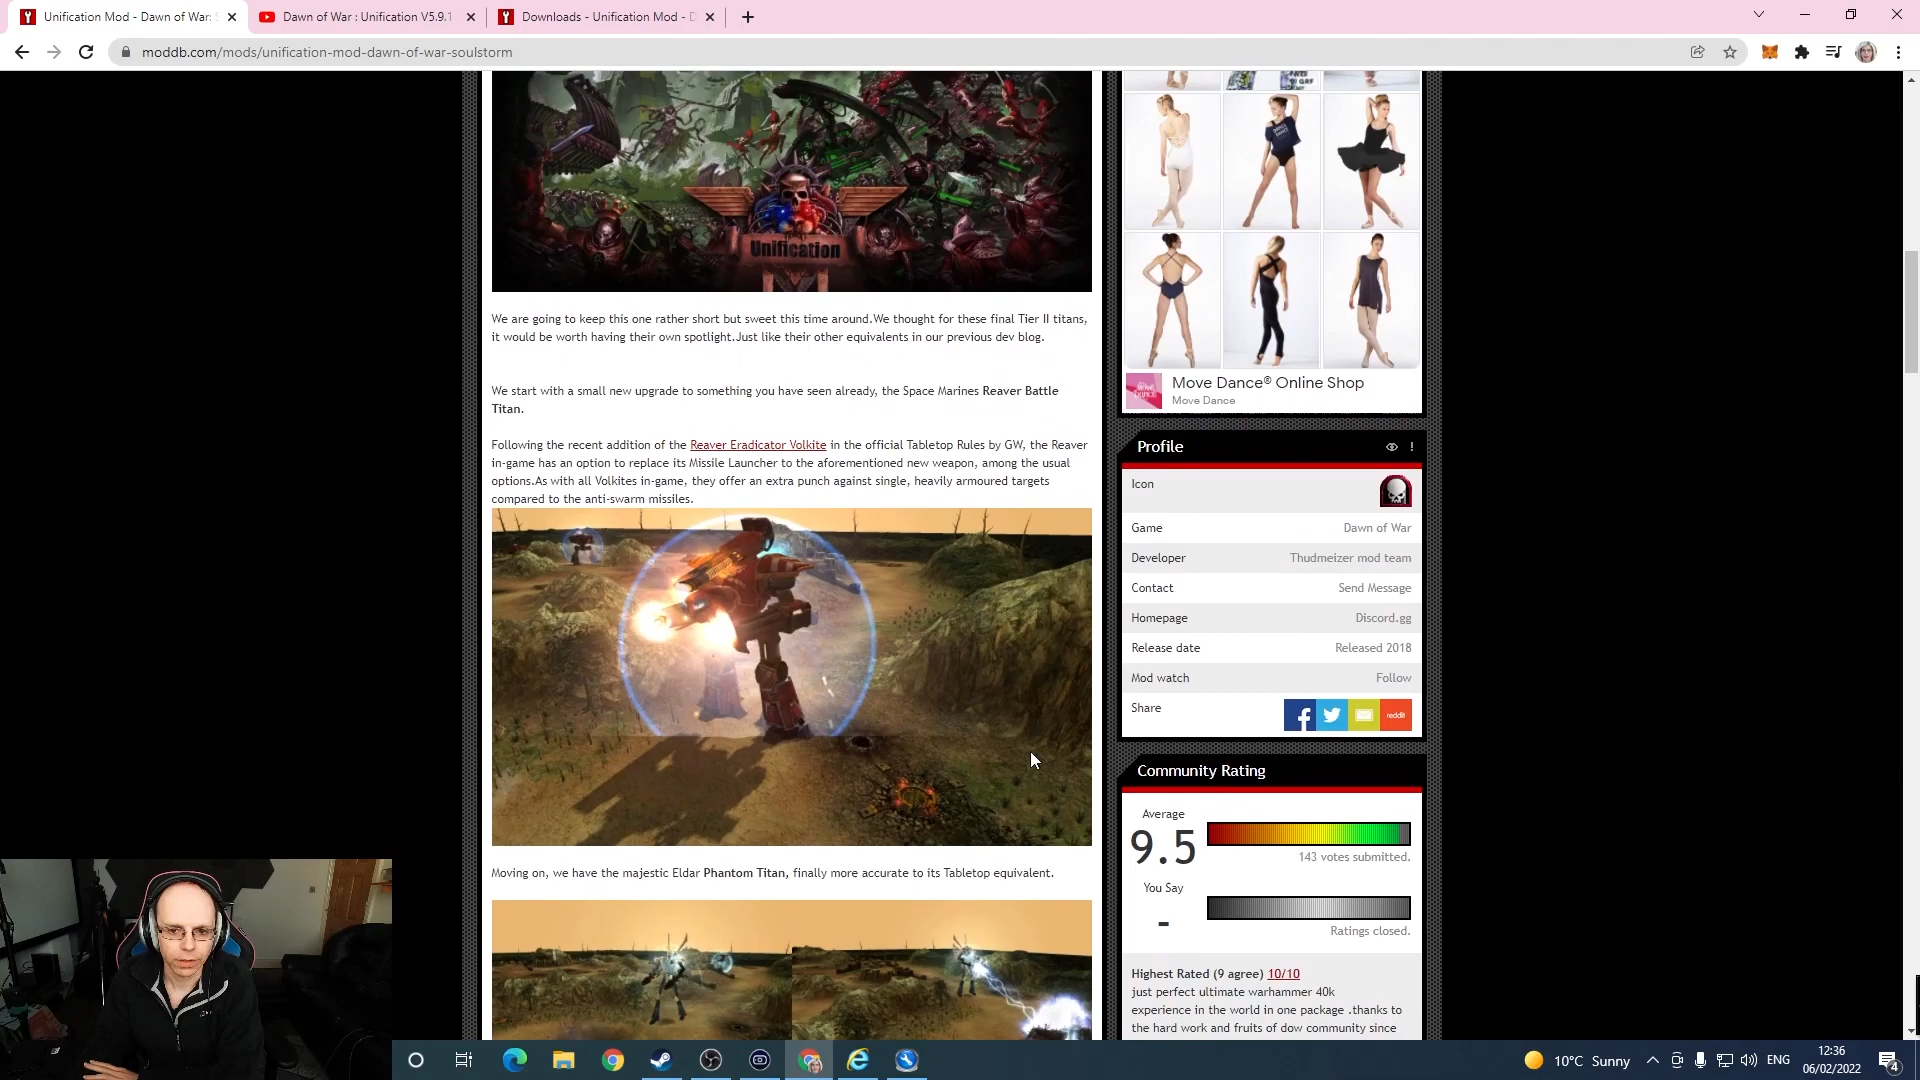 Unification Mod - Dawn of War: S
Dawn of War : Unification V5.9.1
Downloads - Unification Mod - D
moddb.com/mods/unification-mod-dawn-of-war-soulstorm
Unification
We are going to keep this one rather short but sweet this time around.We thought for these final Tier II titans,
it would be worth having their own spotlight.Just like their other equivalents in our previous dev blog.
We start with a small new upgrade to something you have seen already, the Space Marines Reaver Battle
Titan.
Following the recent addition of the Reaver Eradicator Volkite in the official Tabletop Rules by GW, the Reaver
in-game has an option to replace its Missile Launcher to the aforementioned new weapon, among the usual
options.As with all Volkites in-game, they offer an extra punch against single, heavily armoured targets
compared to the anti-swarm missiles.
Moving on, we have the majestic Eldar Phantom Titan, finally more accurate to its Tabletop equivalent.
Move Dance® Online Shop
Move Dance
Profile
!
Icon
Game Dawn of War
Developer Thudmeizer mod team
Contact Send Message
Homepage Discord.gg
Release date Released 2018
Mod watch Follow
Share
reddit
Community Rating
Average
9.5
143 votes submitted.
You Say
-
Ratings closed.
Highest Rated (9 agree) 10/10
just perfect ultimate warhammer 40k
experience in the world in one package .thanks to
the hard work and fruits of dow community since
10°C Sunny
ENG
12:36
06/02/2022
4